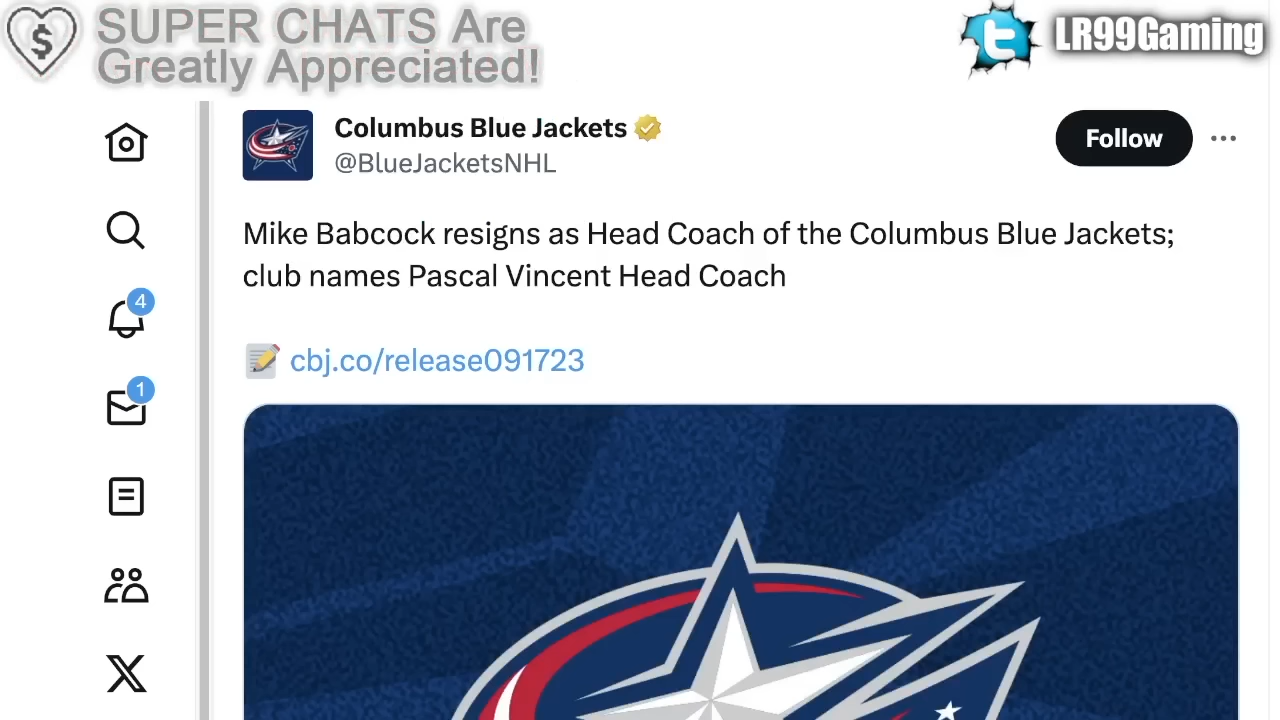 SUPER CHATS Are
Greatly Appreciated!
LR99Gaming
Columbus Blue Jackets
@BlueJacketsNHL
Follow
Mike Babcock resigns as Head Coach of the Columbus Blue Jackets;
club names Pascal Vincent Head Coach
4
cbj.co/release091723
1